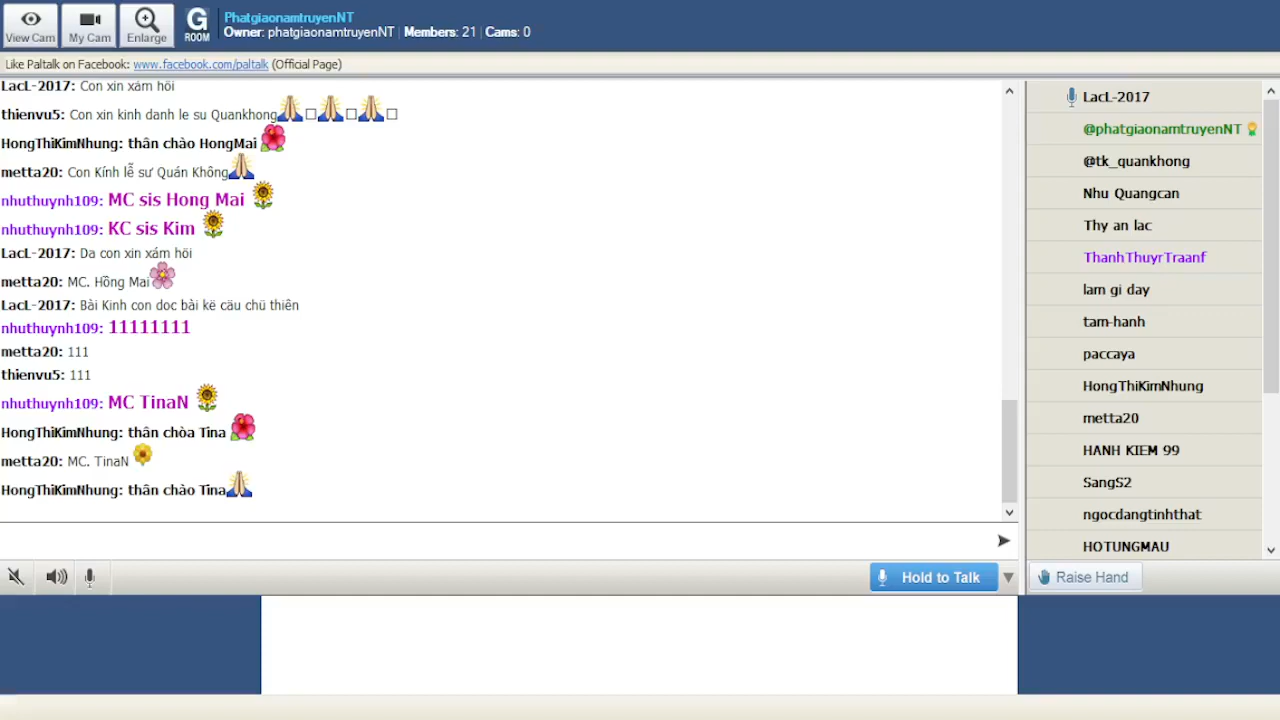 View Cam
My Cam
Enlarge
G
ROOM
PhatgiaonamtruyenNT
Owner: phatgiaonamtruyenNT | Members: 21 | Cams: 0
Like Paltalk on Facebook: www.facebook.com/paltalk (Official Page)
LacL-2017: Con xin xám hõi
thienvu5: Con xin kinh danh le su Quankhong
HongThiKimNhung: thân chào HongMai
metta20: Con Kính lễ sư Quán Không
nhuthuynh109: MC sis Hong Mai
nhuthuynh109: KC sis Kim
LacL-2017: Da con xin xám hõi
metta20: MC. Hồng Mai
LacL-2017: Bài Kinh con doc bài kë cäu chü thiên
nhuthuynh109: 11111111
metta20: 111
thienvu5: 111
nhuthuynh109: MC TinaN
HongThiKimNhung: thân chòa Tina
metta20: MC. TinaN
HongThiKimNhung: thân chào Tina
Hold to Talk
LacL-2017
@phatgiaonamtruyenNT
@tk_quankhong
Nhu Quangcan
Thy an lac
ThanhThuyrTraanf
lam gi day
tam-hanh
paccaya
HongThiKimNhung
metta20
HANH KIEM 99
SangS2
ngocdangtinhthat
HOTUNGMAU
Raise Hand